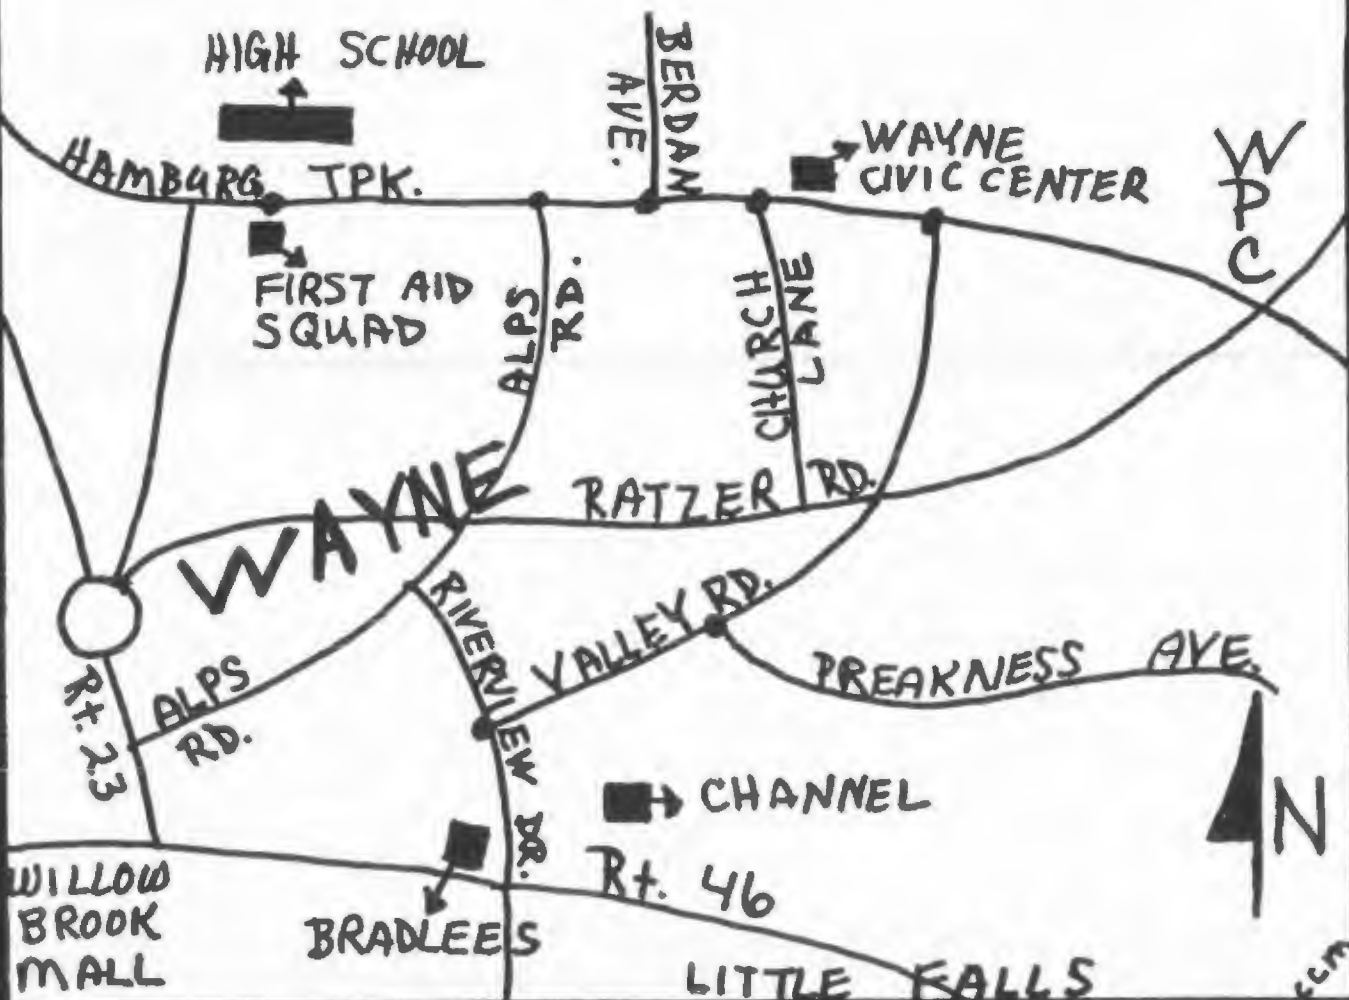 HIGH SCHOOL
BERDAN
AVE.
WAYNE
CIVIC CENTER
WPC
HAMBURG TPK.
FIRST AID
SQUAD
ALPS
RD.
CHURCH
LANE
WAYNE
RATZER RD.
RIVERVIEW DR.
VALLEY RD.
PREAKNESS AVE.
Rt. 23
ALPS
RD.
CHANNEL
N
WILLOW
BROOK
MALL
BRADLEES
Rt. 46
LITTLE FALLS
ccm